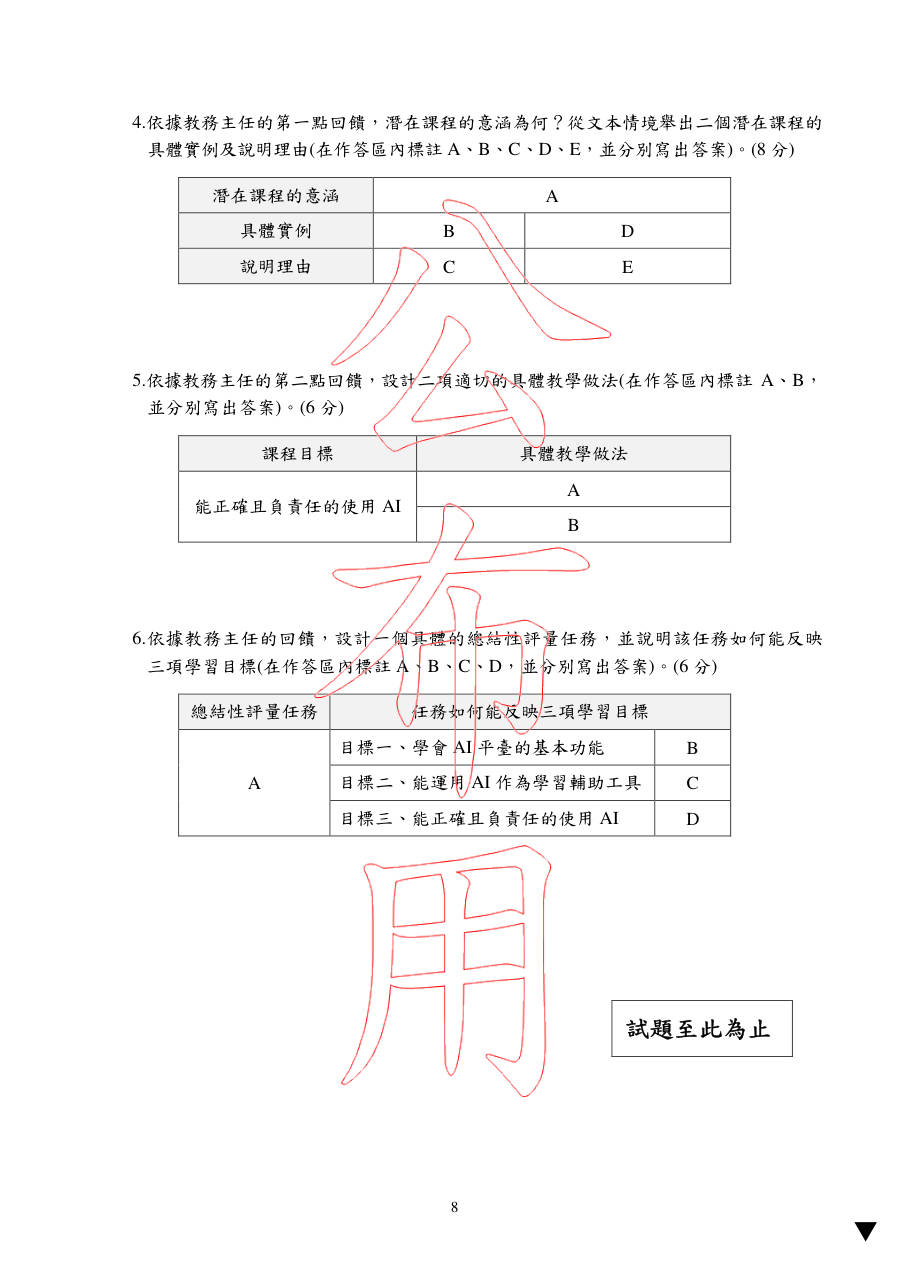 4.依據教務主任的第一點回饋，潛在課程的意涵為何？從文本情境舉出二個潛在課程的
具體實例及說明理由(在作答區內標註 A、B、C、D、E，並分別寫出答案)。(8 分)
潛在課程的意涵 A
具體實例 B D
說明理由 C E
5.依據教務主任的第二點回饋，設計二項適切的具體教學做法(在作答區內標註 A、B，
並分別寫出答案)。(6 分)
課程目標 具體教學做法
能正確且負責任的使用 AI A
B
6.依據教務主任的回饋，設計一個具體的總結性評量任務，並說明該任務如何能反映
三項學習目標(在作答區內標註 A、B、C、D，並分別寫出答案)。(6 分)
總結性評量任務 任務如何能反映三項學習目標
A 目標一、學會 AI 平臺的基本功能 B
目標二、能運用 AI 作為學習輔助工具 C
目標三、能正確且負責任的使用 AI D
公布用
試題至此為止
8